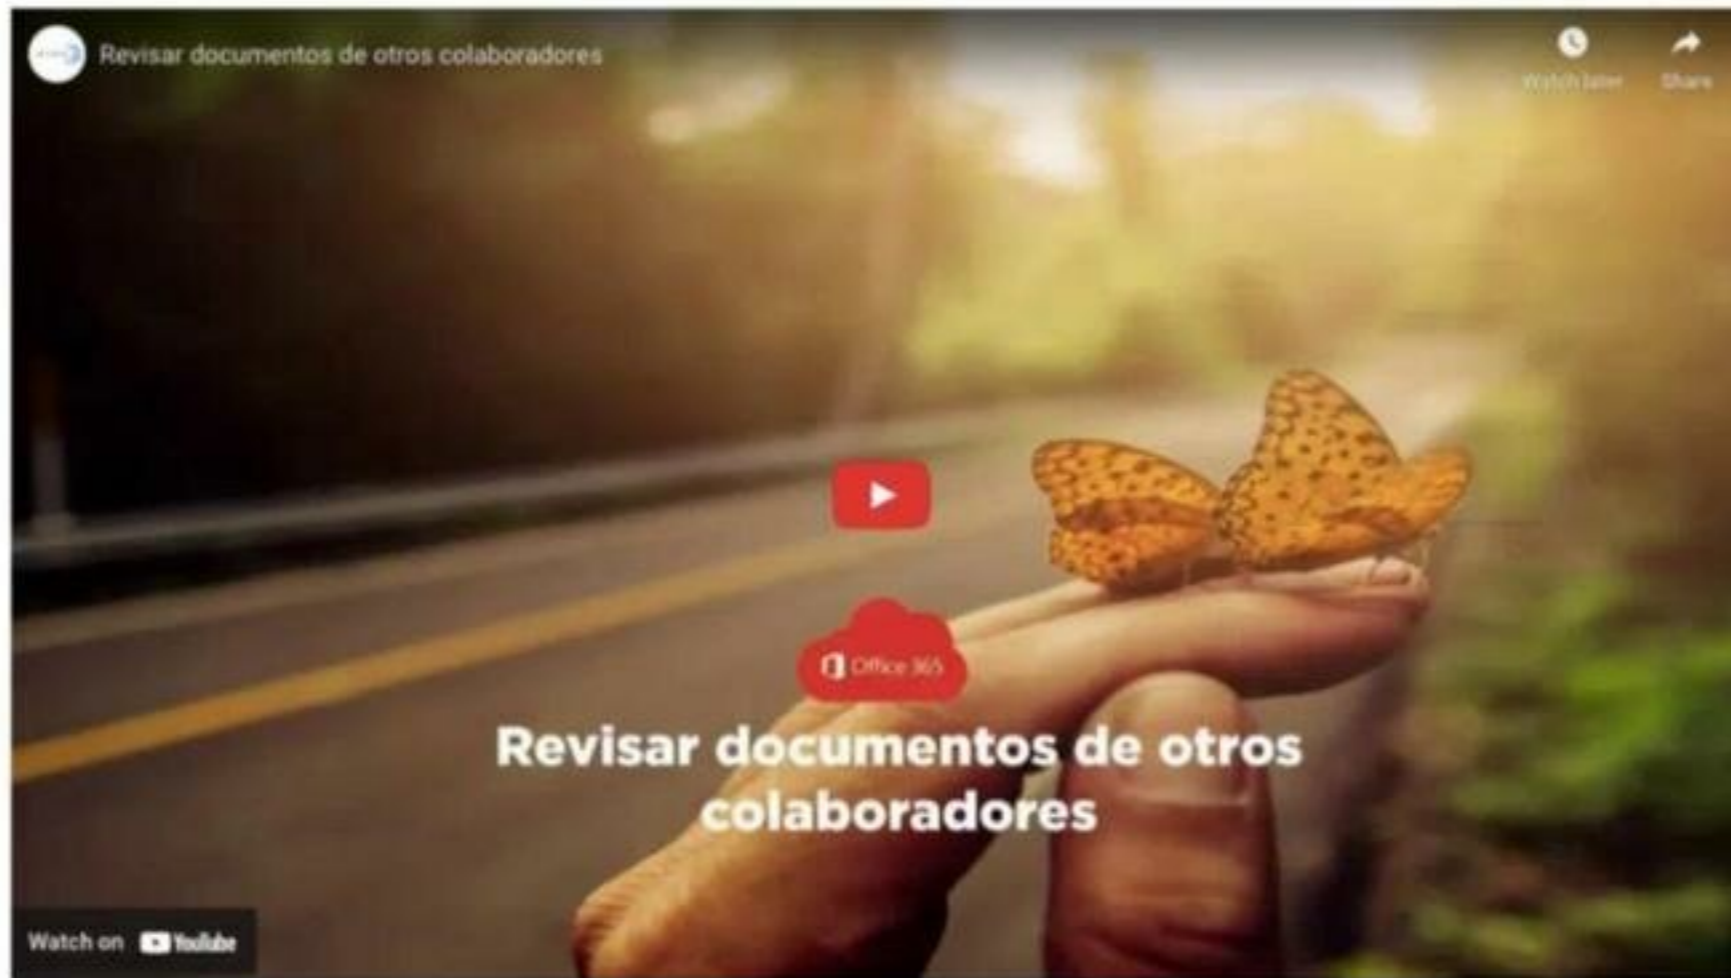 Revisar documentos de otros colaboradores
Watch later
Share
Office 365
Revisar documentos de otros
colaboradores
Watch on YouTube